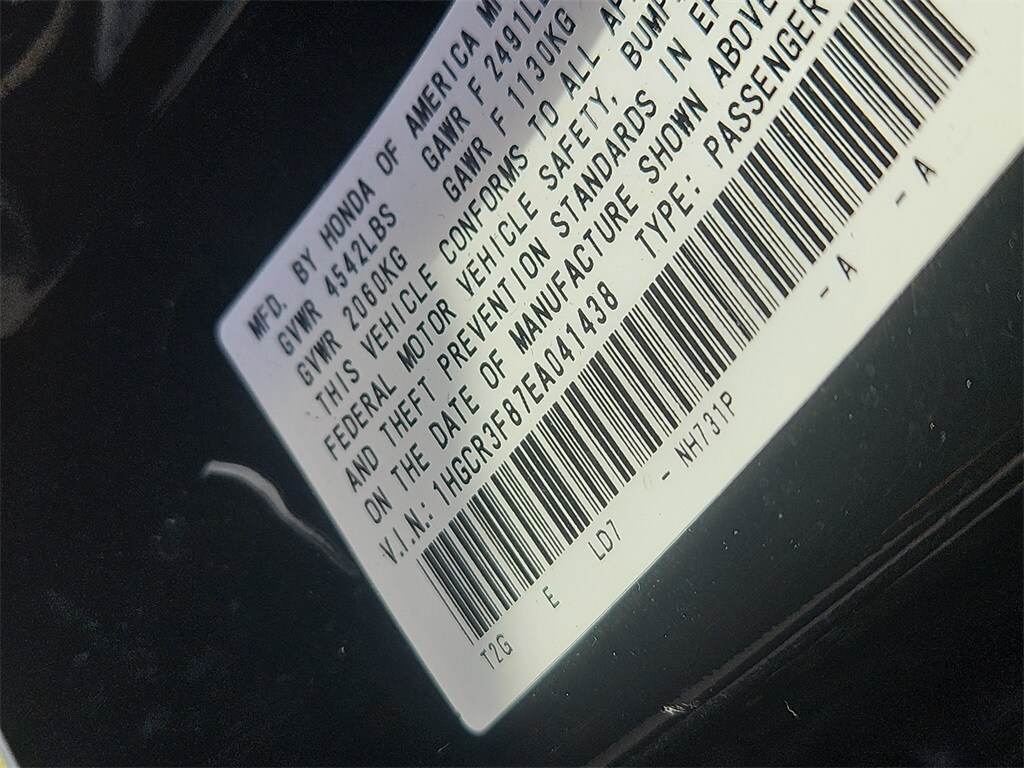 MFD. BY HONDA OF AMERICA
GVWR 4542LBS GAWR F 2491L
GVWR 2060KG GAWR F 1130KG
THIS VEHICLE CONFORMS TO ALL
FEDERAL MOTOR VEHICLE SAFETY, BUMP
AND THEFT PREVENTION STANDARDS IN
ON THE DATE OF MANUFACTURE SHOWN ABOVE
V.I.N.: 1HGCR3F87EA041438 TYPE: PASSENGER
T2G E LD7 - NH731P - A - A